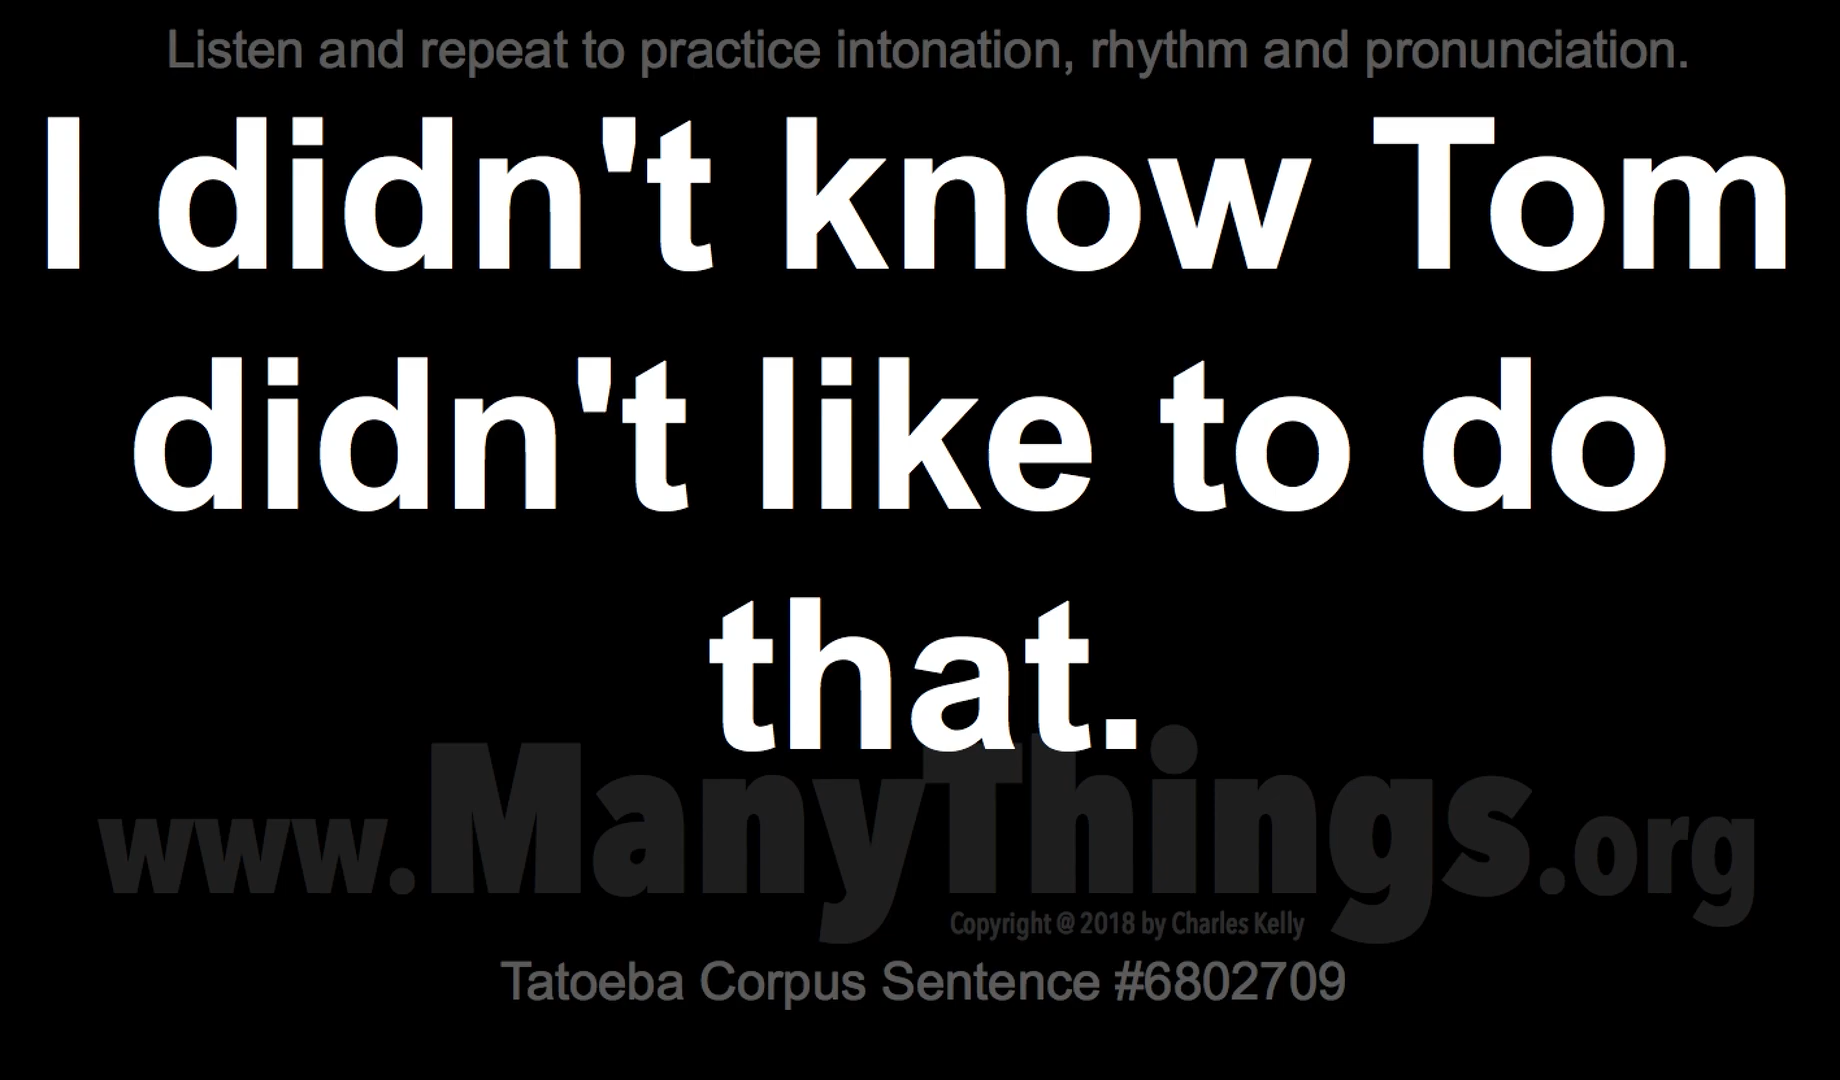 Listen and repeat to practice intonation, rhythm and pronunciation.
I didn't know Tom
didn't like to do
that.
www.ManyThings.org
Copyright @ 2018 by Charles Kelly
Tatoeba Corpus Sentence #6802709